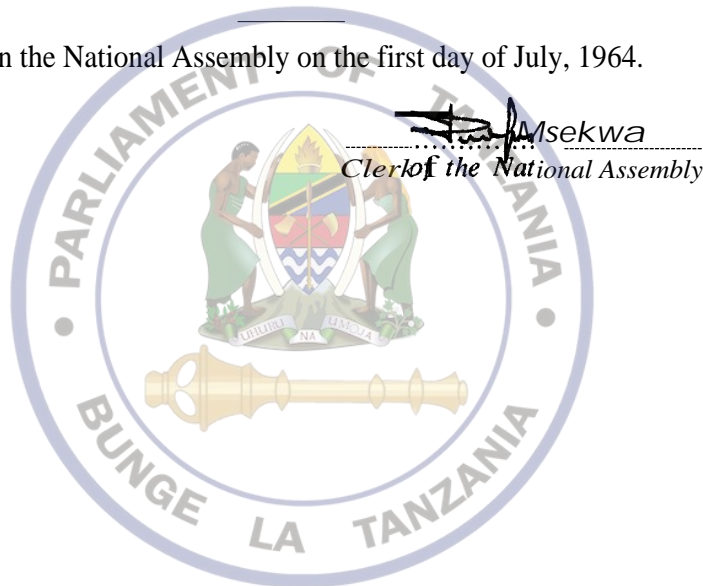 n the National Assembly on the first day of July, 1964.
Msekwa
Clerk of the National Assembly
PARLIAMENT OF TANZANIA
UHURU NA UMOJA
BUNGE LA TANZANIA